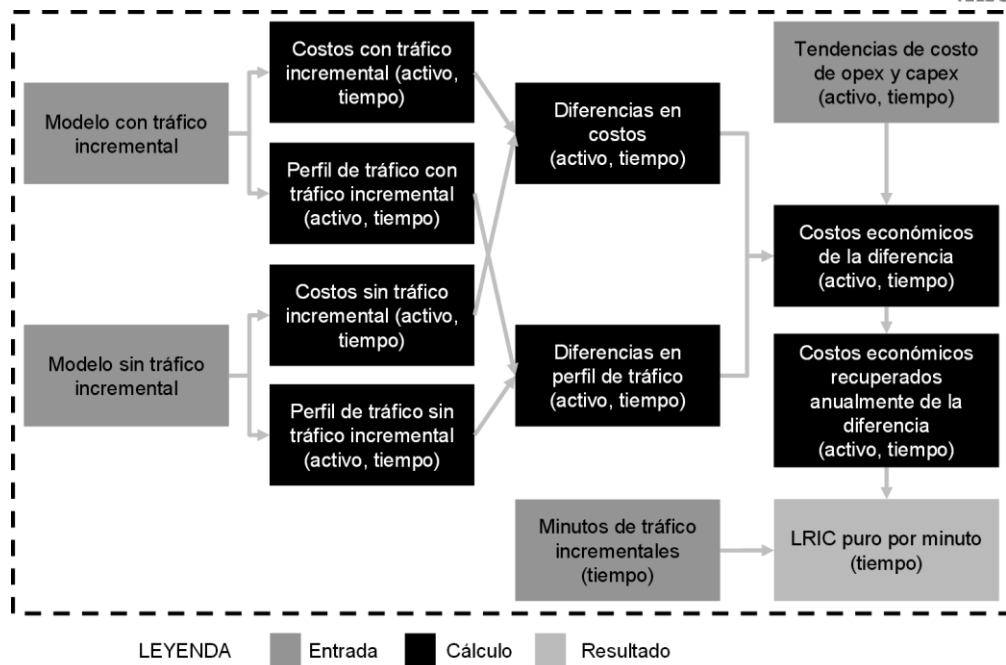 Costos con tráfico
incremental (activo,
tiempo)
Tendencias de costo
de opex y capex
(activo, tiempo)
Modelo con tráfico
incremental
Diferencias en
costos
(activo, tiempo)
Perfil de tráfico con
tráfico incremental
(activo, tiempo)
Costos económicos
de la diferencia
(activo, tiempo)
Costos sin tráfico
incremental (activo,
tiempo)
Modelo sin tráfico
incremental
Diferencias en
perfil de tráfico
(activo, tiempo)
Costos económicos
recuperados
anualmente de la
diferencia
(activo, tiempo)
Perfil de tráfico sin
tráfico incremental
(activo, tiempo)
Minutos de tráfico
incrementales
(tiempo)
LRIC puro por minuto
(tiempo)
LEYENDA Entrada Cálculo Resultado